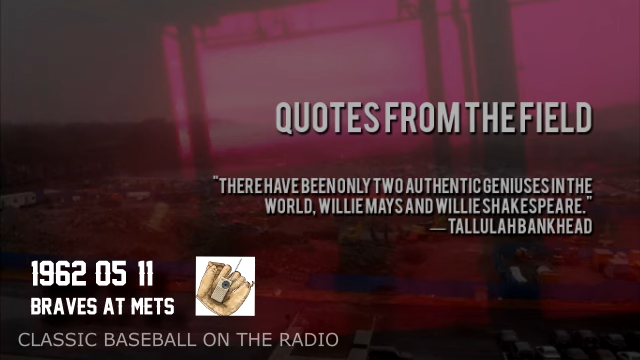 QUOTES FROM THE FIELD
"THERE HAVE BEEN ONLY TWO AUTHENTIC GENIUSES IN THE
WORLD, WILLIE MAYS AND WILLIE SHAKESPEARE."
— TALLULAH BANKHEAD
1962 05 11
BRAVES AT METS
CLASSIC BASEBALL ON THE RADIO